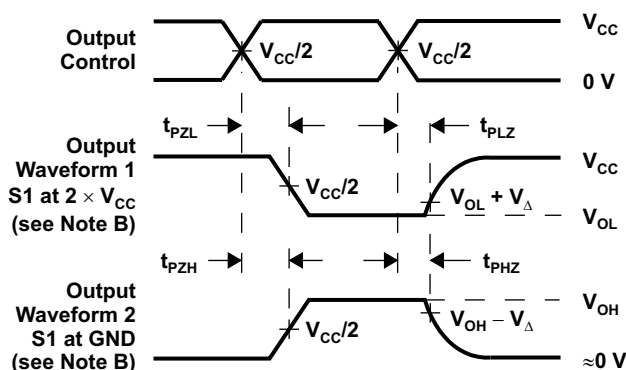 Output
Control
V_CC/2
V_CC/2
V_CC
0 V
t_PZL
t_PLZ
Output
Waveform 1
S1 at 2 × V_CC
(see Note B)
V_CC/2
V_CC
V_OL + V_Δ
V_OL
t_PZH
t_PHZ
Output
Waveform 2
S1 at GND
(see Note B)
V_CC/2
V_OH
V_OH − V_Δ
≈0 V